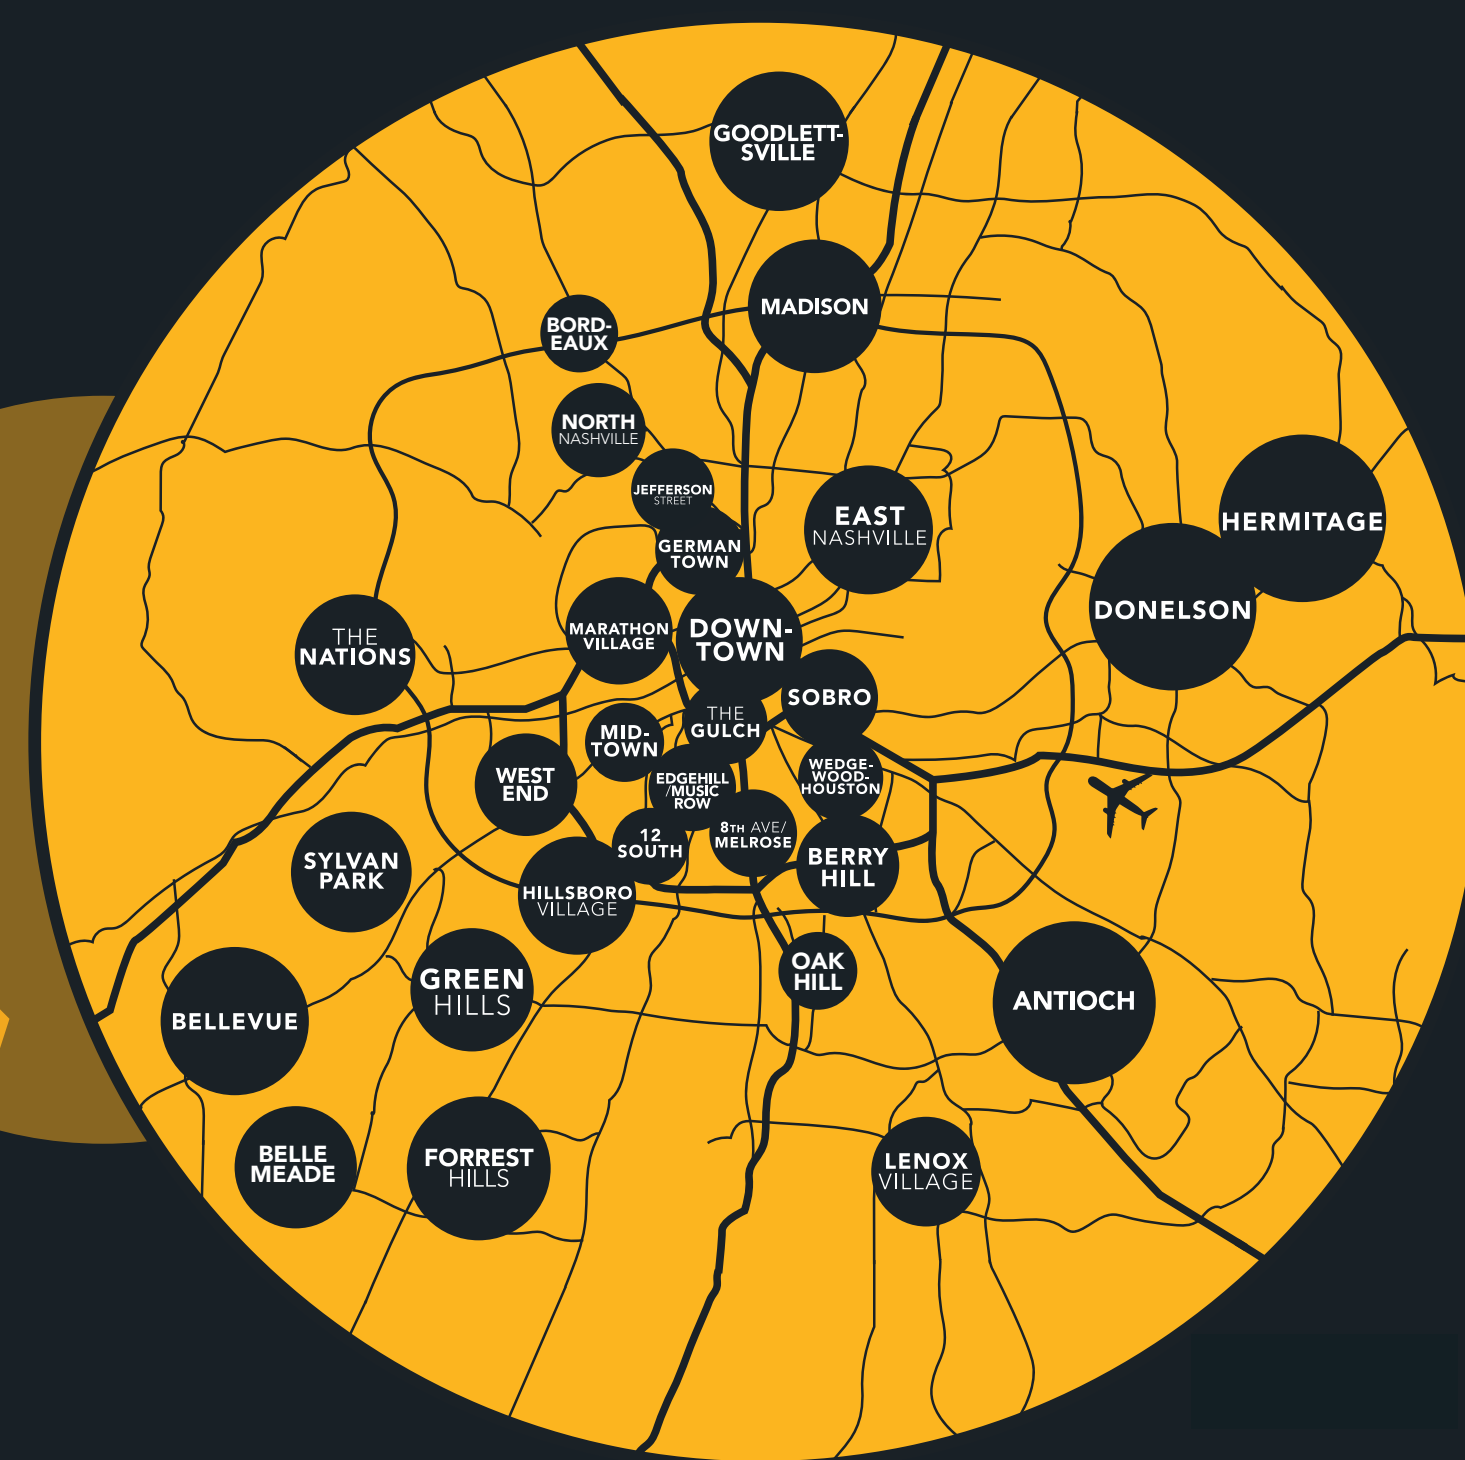 GOODLETT-
SVILLE
MADISON
BORD-
EAUX
NORTH
NASHVILLE
JEFFERSON
STREET
EAST
NASHVILLE
HERMITAGE
GERMAN
TOWN
DONELSON
MARATHON
VILLAGE
DOWN-
TOWN
THE
NATIONS
SOBRO
THE
GULCH
MID-
TOWN
WEST
END
EDGEHILL
/MUSIC
ROW
WEDGE-
WOOD-
HOUSTON
12
SOUTH
8TH AVE/
MELROSE
BERRY
HILL
SYLVAN
PARK
HILLSBORO
VILLAGE
OAK
HILL
GREEN
HILLS
ANTIOCH
BELLEVUE
BELLE
MEADE
FORREST
HILLS
LENOX
VILLAGE